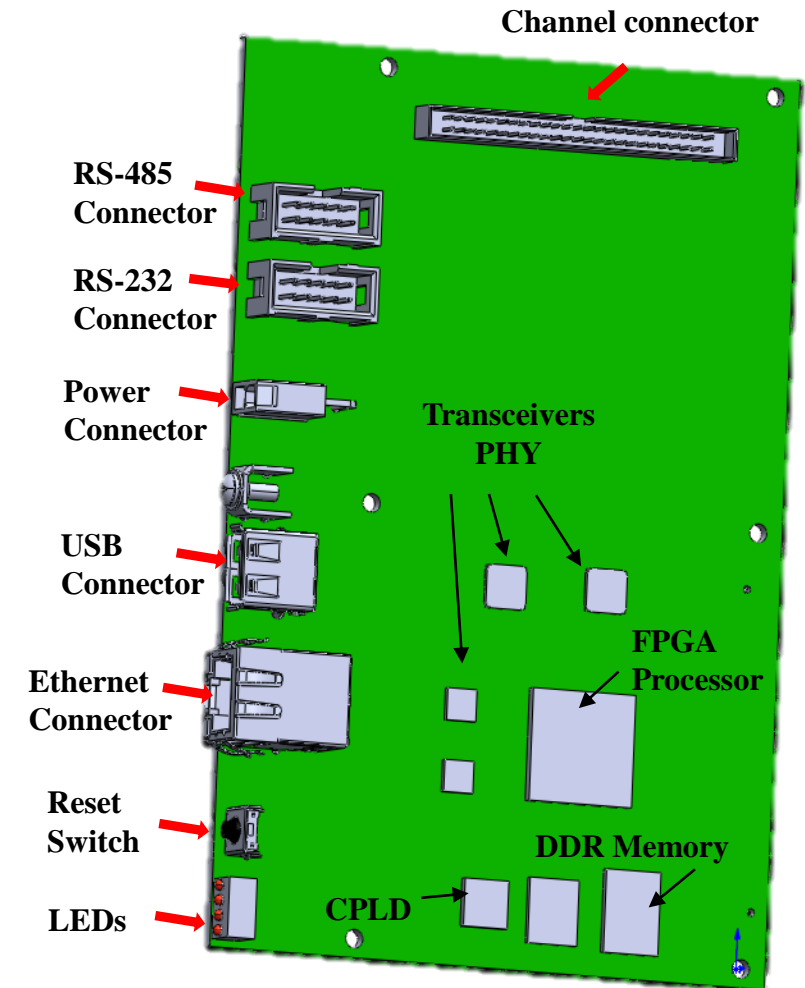 Channel connector
RS-485
Connector
RS-232
Connector
Power
Connector
Transceivers
PHY
USB
Connector
FPGA
Processor
Ethernet
Connector
Reset
Switch
DDR Memory
CPLD
LEDs